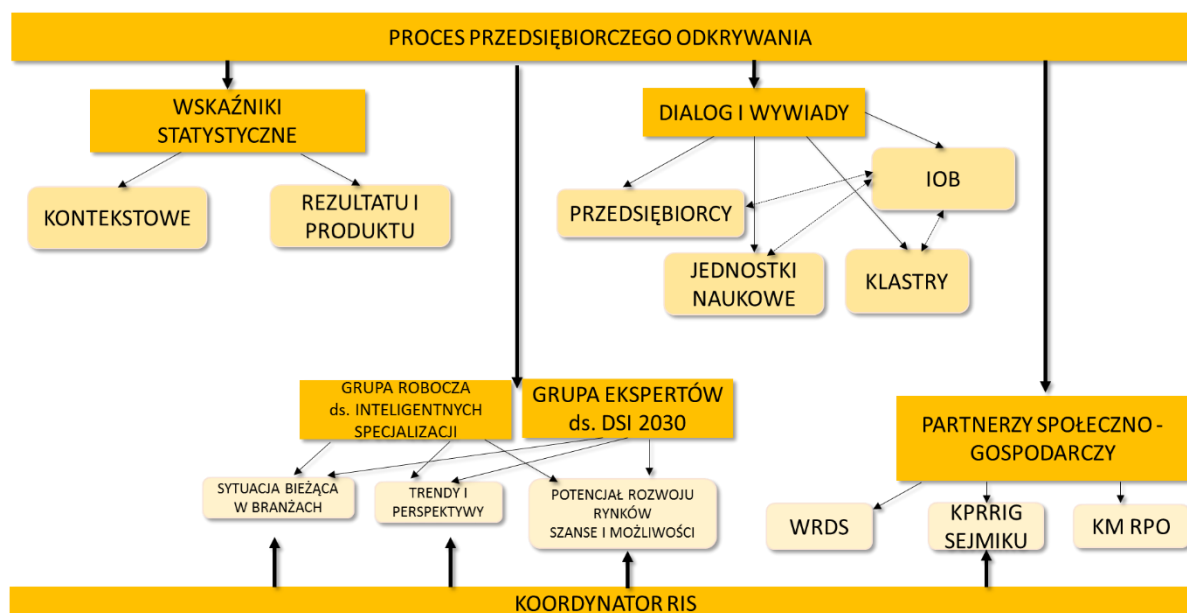 PROCES PRZEDSIĘBIORCZEGO ODKRYWANIA
WSKAŹNIKI
STATYSTYCZNE
KONTEKSTOWE
REZULTATU I
PRODUKTU
DIALOG I WYWIADY
PRZEDSIĘBIORCY
IOB
JEDNOSTKI
NAUKOWE
KLASTRY
GRUPA ROBOCZA
ds. INTELIGENTNYCH
SPECJALIZACJI
GRUPA EKSPERTÓW
ds. DSI 2030
SYTUACJA BIEŻĄCA
W BRANŻACH
TRENDY I
PERSPEKTYWY
POTENCJAŁ ROZWOJU
RYNKÓW
SZANSE I MOŻLIWOŚCI
PARTNERZY SPOŁECZNO -
GOSPODARCZY
WRDS
KPRRIG
SEJMIKU
KM RPO
KOORDYNATOR RIS